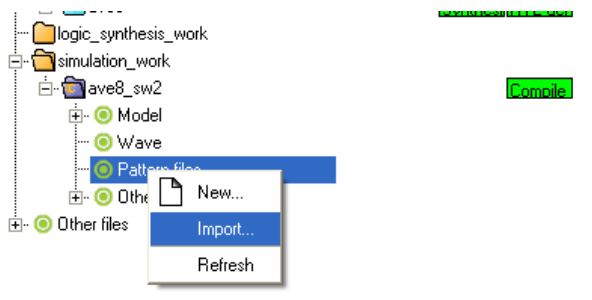 logic_synthesis_work
simulation_work
ave8_sw2
Compile
Model
Wave
Pattern files
New...
Import...
Other files
Refresh